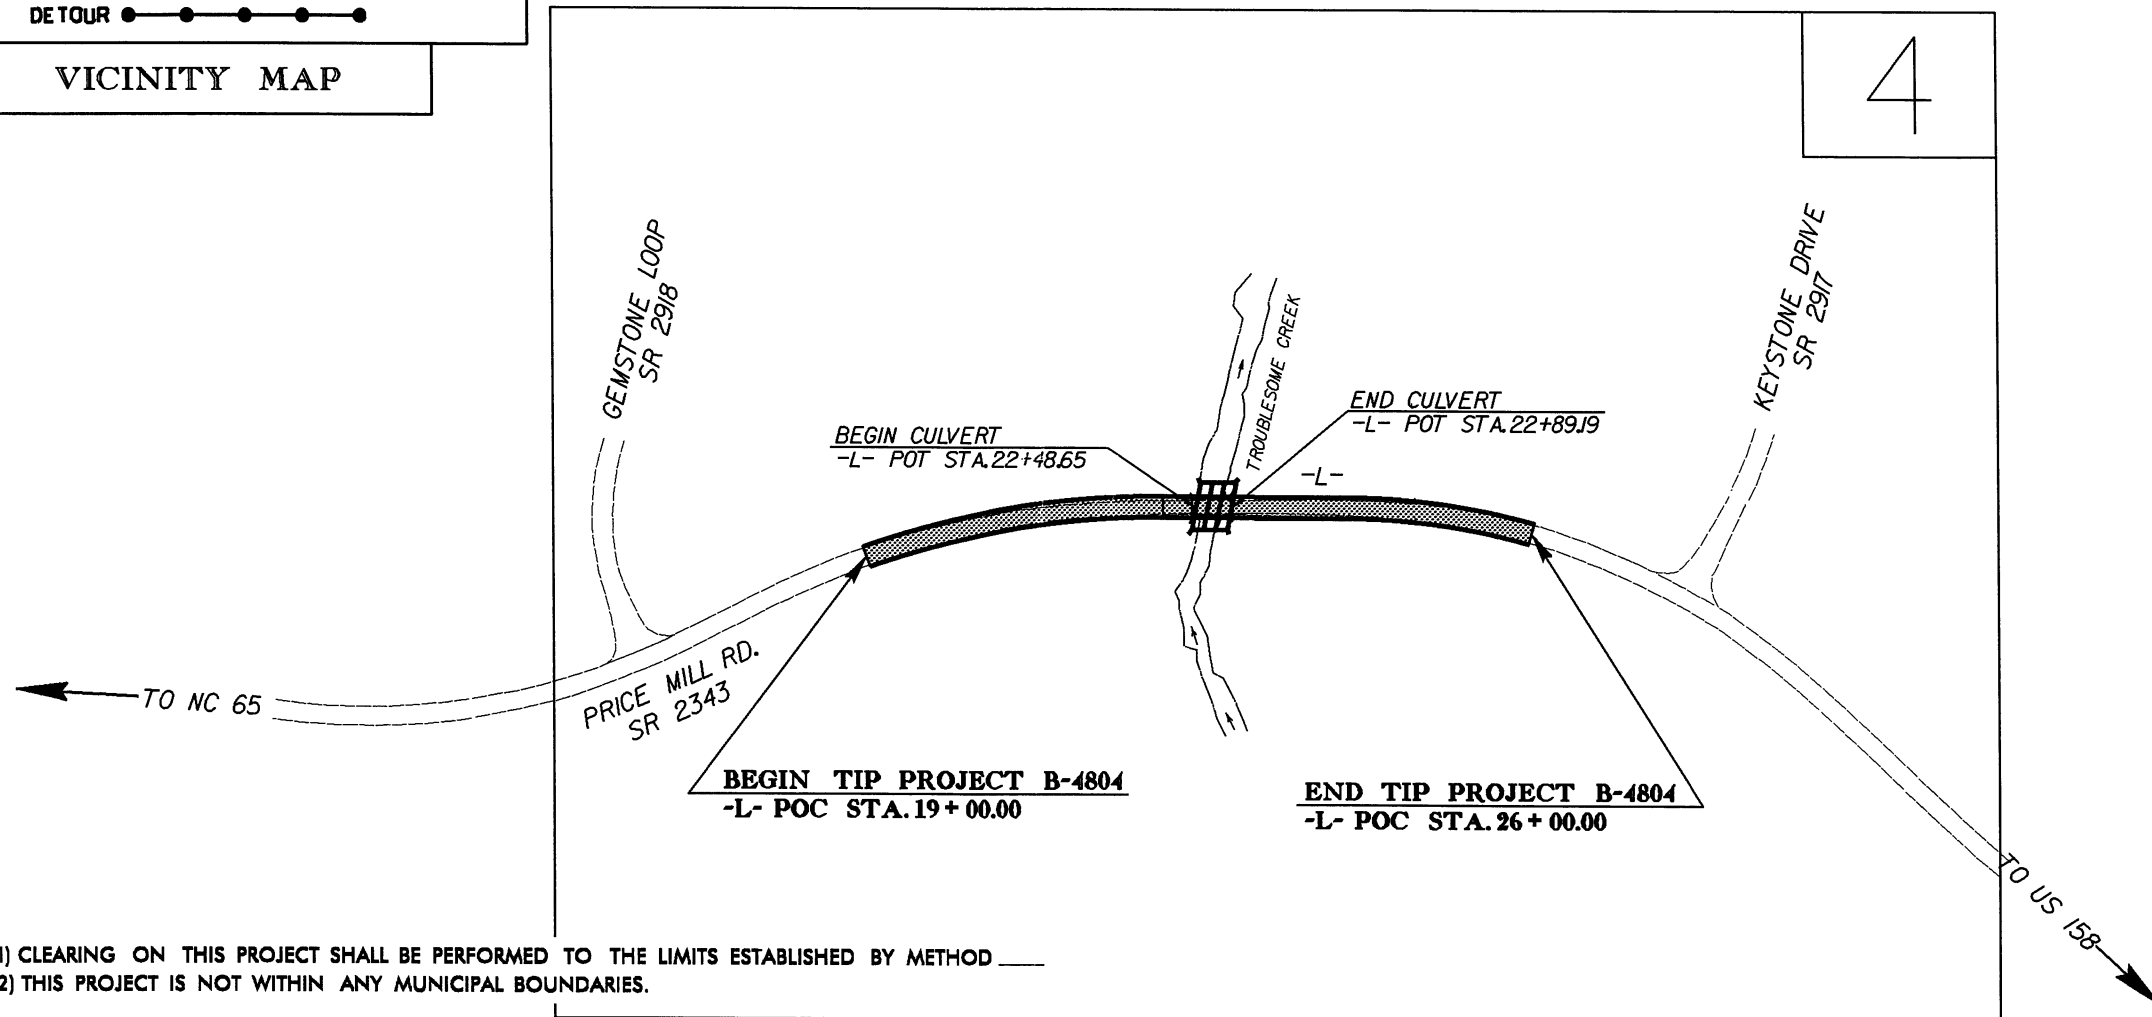 DETOUR
VICINITY MAP
4
GEMSTONE LOOP
SR 2918
KEYSTONE DRIVE
SR 2917
TROUBLESOME CREEK
BEGIN CULVERT
-L- POT STA.22+48.65
END CULVERT
-L- POT STA.22+89.19
-L-
TO NC 65
PRICE MILL RD.
SR 2343
BEGIN TIP PROJECT B-4804
-L- POC STA.19+00.00
END TIP PROJECT B-4804
-L- POC STA.26+00.00
TO US 158
1) CLEARING ON THIS PROJECT SHALL BE PERFORMED TO THE LIMITS ESTABLISHED BY METHOD ____
2) THIS PROJECT IS NOT WITHIN ANY MUNICIPAL BOUNDARIES.